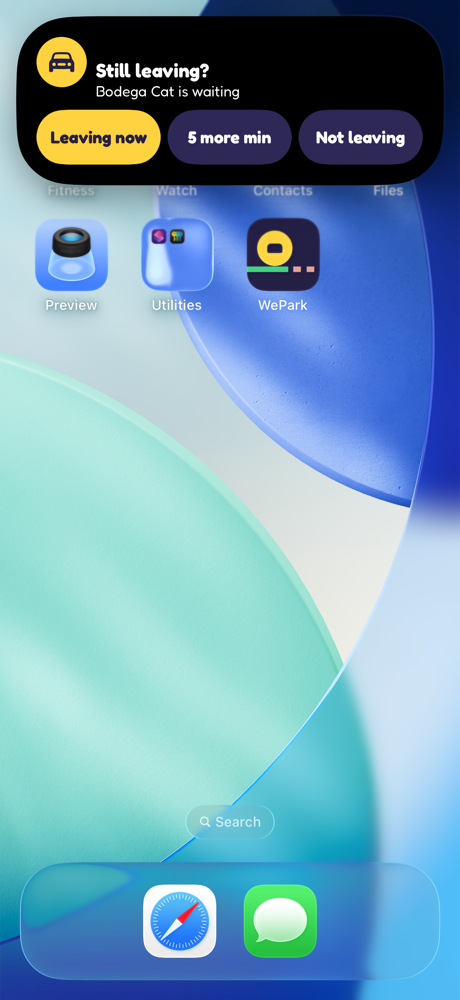 Still leaving?
Bodega Cat is waiting
Leaving now 5 more min Not leaving
Fitness Watch Contacts Files
Preview Utilities WePark
Search